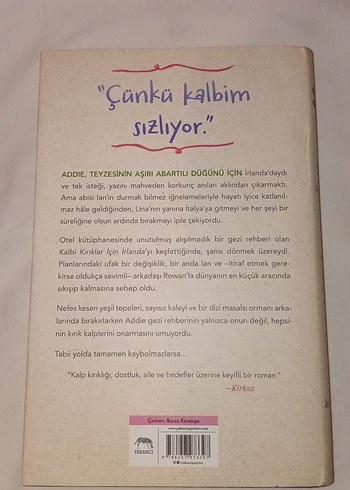 "Çünkü kalbim
sızlıyor."
ADDIE, TEYZESİNİN AŞIRI ABARTILI DÜĞÜNÜ İÇİN İrlanda'daydı
ve tek isteği, yazını mahveden korkunç anıları aklından çıkarmaktı.
Ama abisi Ian'ın durmak bilmez iğnelemeleriyle hayatı iyice katlanıl-
maz hâle geldiğinden, Lina'nın yanına İtalya'ya gitmeyi ve her şeyi bir
süreliğine olsun ardında bırakmayı iple çekiyordu.
Otel kütüphanesinde unutulmuş alışılmadık bir gezi rehberi olan
Kalbi Kırıklar İçin İrlanda'yı keşfettiğinde, şansı dönmek üzereydi.
Planlarındaki ufak bir değişiklik, bir anda Ian ve –itiraf etmek gere-
kirse oldukça sevimli– arkadaşı Rowan'la dünyanın en küçük aracında
sıkışıp kalmasına sebep oldu.
Nefes kesen yeşil tepeleri, sayısız kaleyi ve bir dizi masalsı ormanı arka-
larında bırakırlarken Addie gezi rehberinin yalnızca onun değil, hepsi-
nin kırık kalplerini onarmasını umuyordu.
Tabii yolda tamamen kaybolmazlarsa...
"Kalp kırıklığı, dostluk, aile ve hedefler üzerine keyifli bir roman."
–Kirkus
Çeviren: Burcu Karatepe
www.yabanciyayinlari.com
YABANCI